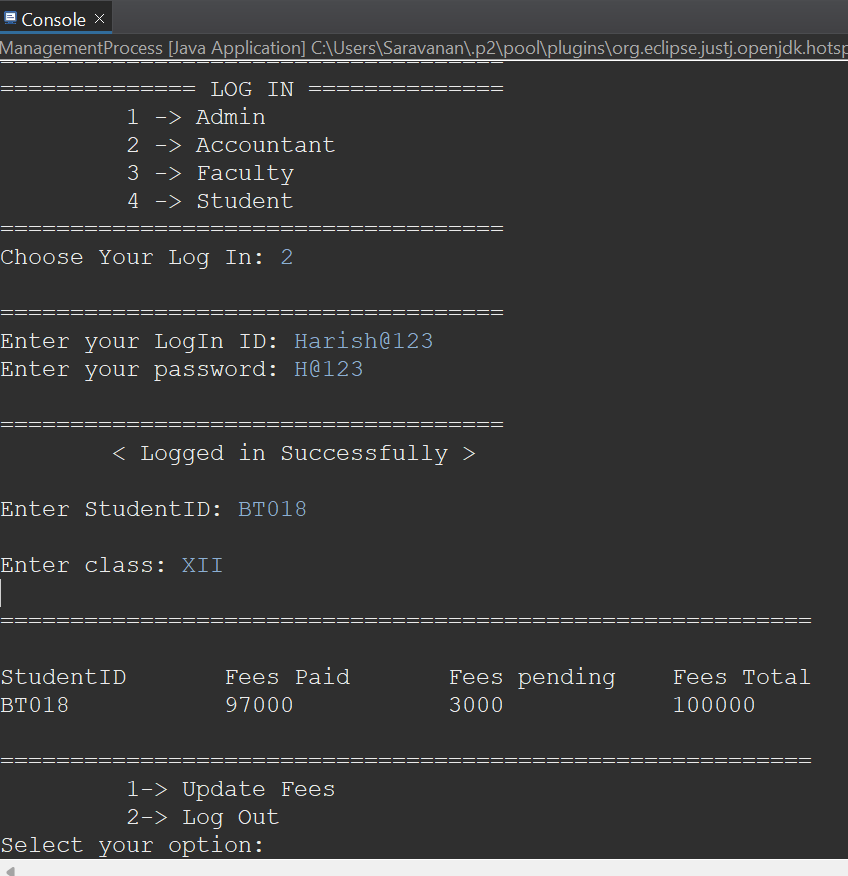 Console ×
ManagementProcess [Java Application] C:\Users\Saravanan\.p2\pool\plugins\org.eclipse.justj.openjdk.hotsp
====================================
============== LOG IN ==============
1 -> Admin
2 -> Accountant
3 -> Faculty
4 -> Student
====================================
Choose Your Log In: 2
====================================
Enter your LogIn ID: Harish@123
Enter your password: H@123
====================================
< Logged in Successfully >
Enter StudentID: BT018
Enter class: XII
==========================================================
StudentID Fees Paid Fees pending Fees Total
BT018 97000 3000 100000
==========================================================
1-> Update Fees
2-> Log Out
Select your option: